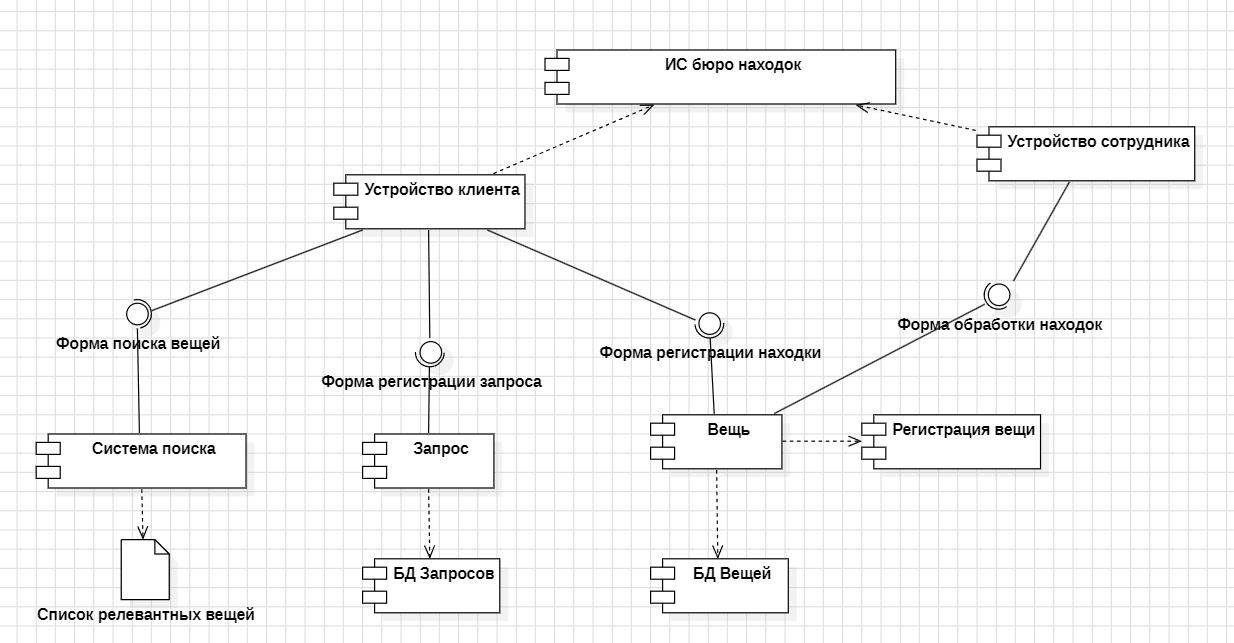 ИС бюро находок
Устройство сотрудника
Устройство клиента
Форма поиска вещей
Форма регистрации запроса
Форма регистрации находки
Форма обработки находок
Система поиска
Запрос
Вещь
Регистрация вещи
БД Запросов
БД Вещей
Список релевантных вещей